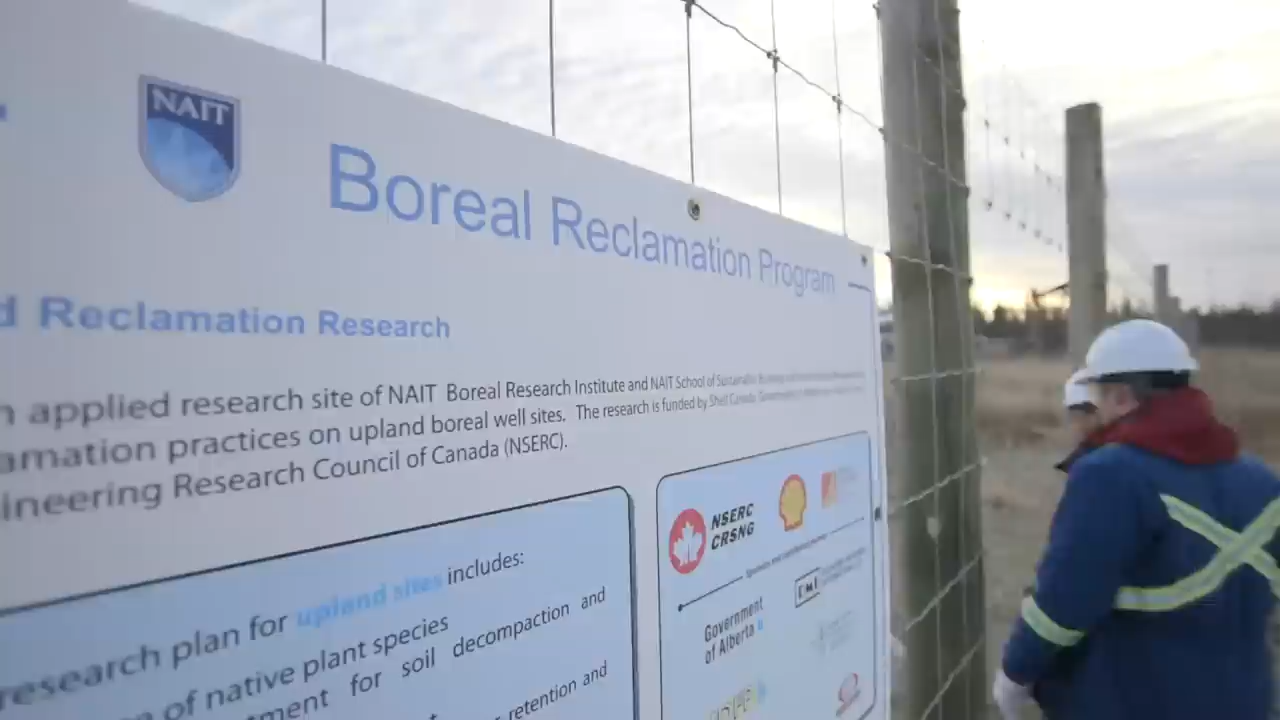 NAIT
Boreal Reclamation Program
d Reclamation Research
n applied research site of NAIT Boreal Research Institute and NAIT School of
amation practices on upland boreal well sites. The research is funded by Shell Canada,
ineering Research Council of Canada (NSERC).
research plan for upland sites includes:
n of native plant species
tment for soil decompaction and
r retention and
NSERC
CRSNG
Government
of Alberta